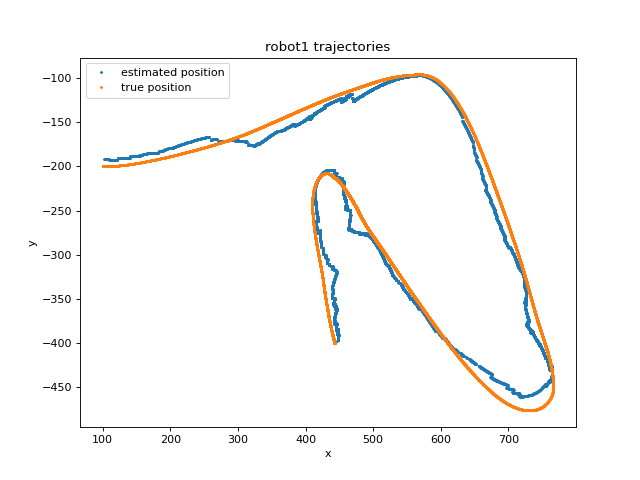 robot1 trajectories
estimated position
true position
−100
−150
−200
−250
−300
−350
−400
−450
y
100 200 300 400 500 600 700
x